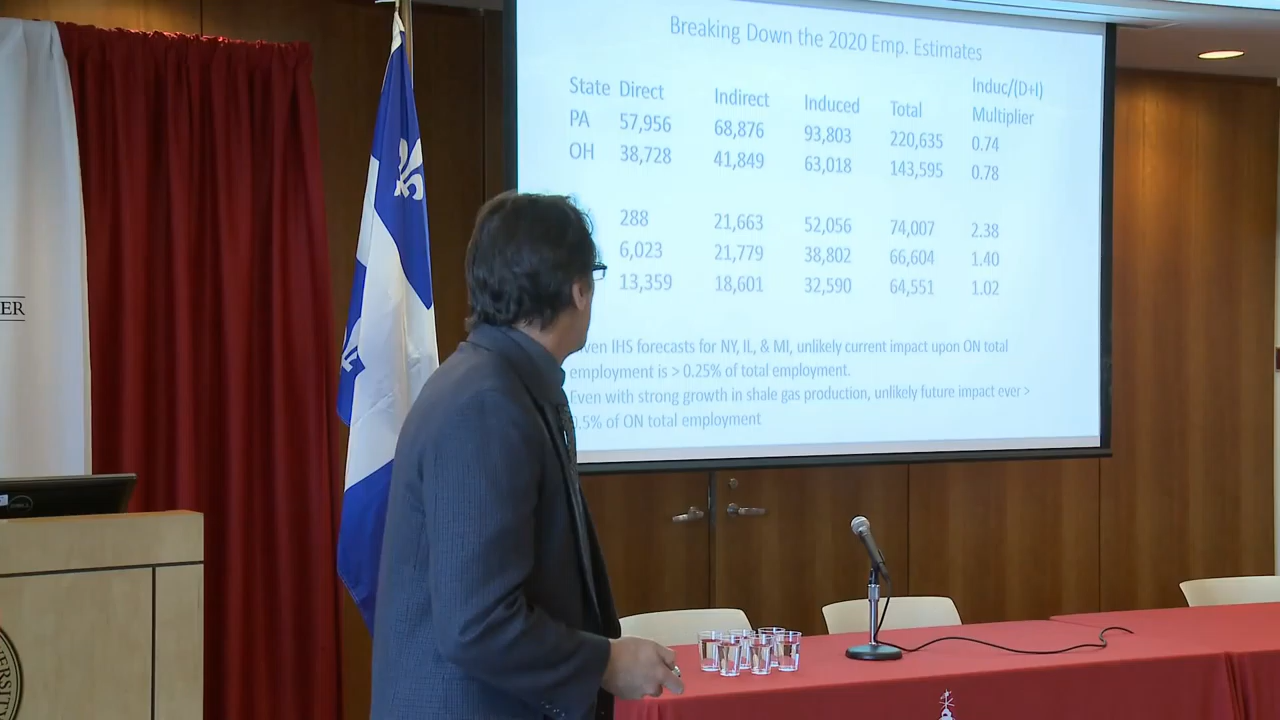 Breaking Down the 2020 Emp. Estimates
State Direct Indirect Induced Total Induc/(D+I) Multiplier
PA 57,956 68,876 93,803 220,635 0.74
OH 38,728 41,849 63,018 143,595 0.78
288 21,663 52,056 74,007 2.38
6,023 21,779 38,802 66,604 1.40
13,359 18,601 32,590 64,551 1.02
IHS forecasts for NY, IL, & MI, unlikely current impact upon ON total
employment is > 0.25% of total employment.
Even with strong growth in shale gas production, unlikely future impact ever >
0.5% of ON total employment
ER
DELL